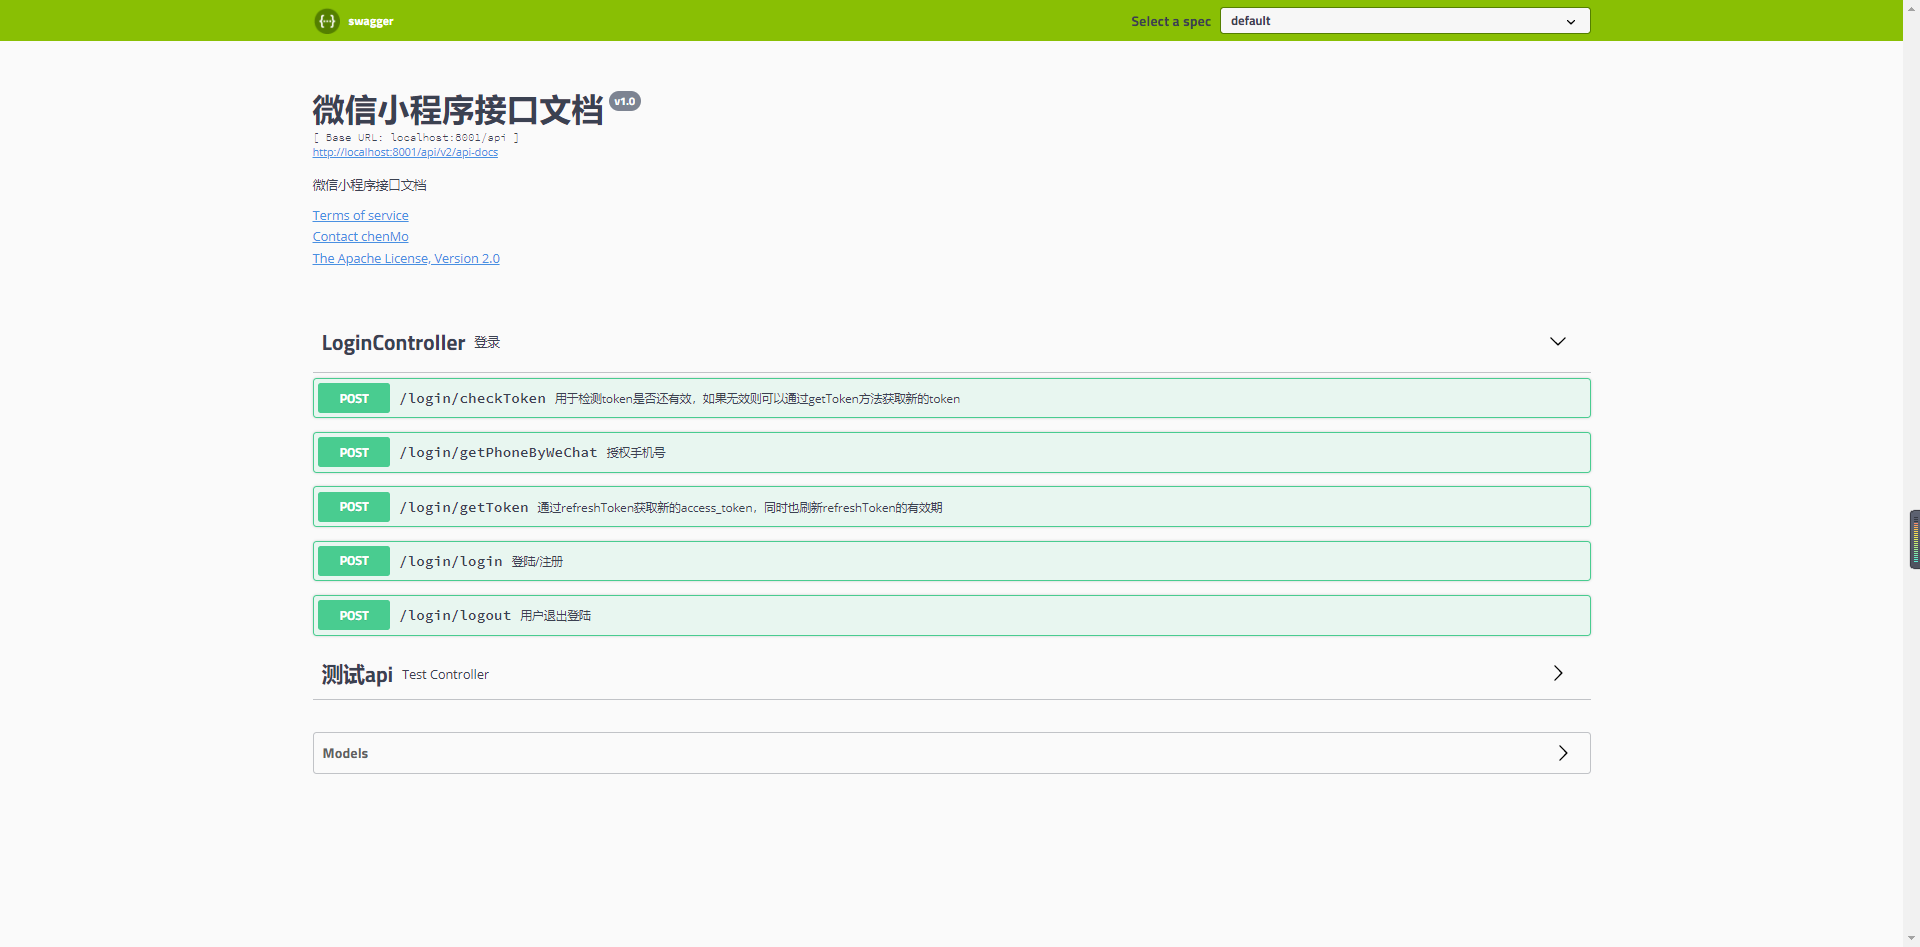 swagger
Select a spec default
微信小程序接口文档 v1.0
[ Base URL: localhost:8001/api ]
http://localhost:8001/api/v2/api-docs
微信小程序接口文档
Terms of service
Contact chenMo
The Apache License, Version 2.0
LoginController 登录
POST /login/checkToken 用于检测token是否还有效，如果无效则可以通过getToken方法获取新的token
POST /login/getPhoneByWeChat 授权手机号
POST /login/getToken 通过refreshToken获取新的access_token，同时也刷新refreshToken的有效期
POST /login/login 登陆/注册
POST /login/logout 用户退出登陆
测试api Test Controller
Models